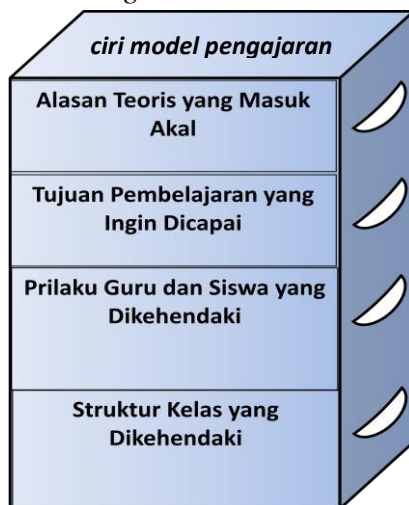 ciri model pengajaran
Alasan Teoris yang Masuk
Akal
Tujuan Pembelajaran yang
Ingin Dicapai
Prilaku Guru dan Siswa yang
Dikehendaki
Struktur Kelas yang
Dikehendaki